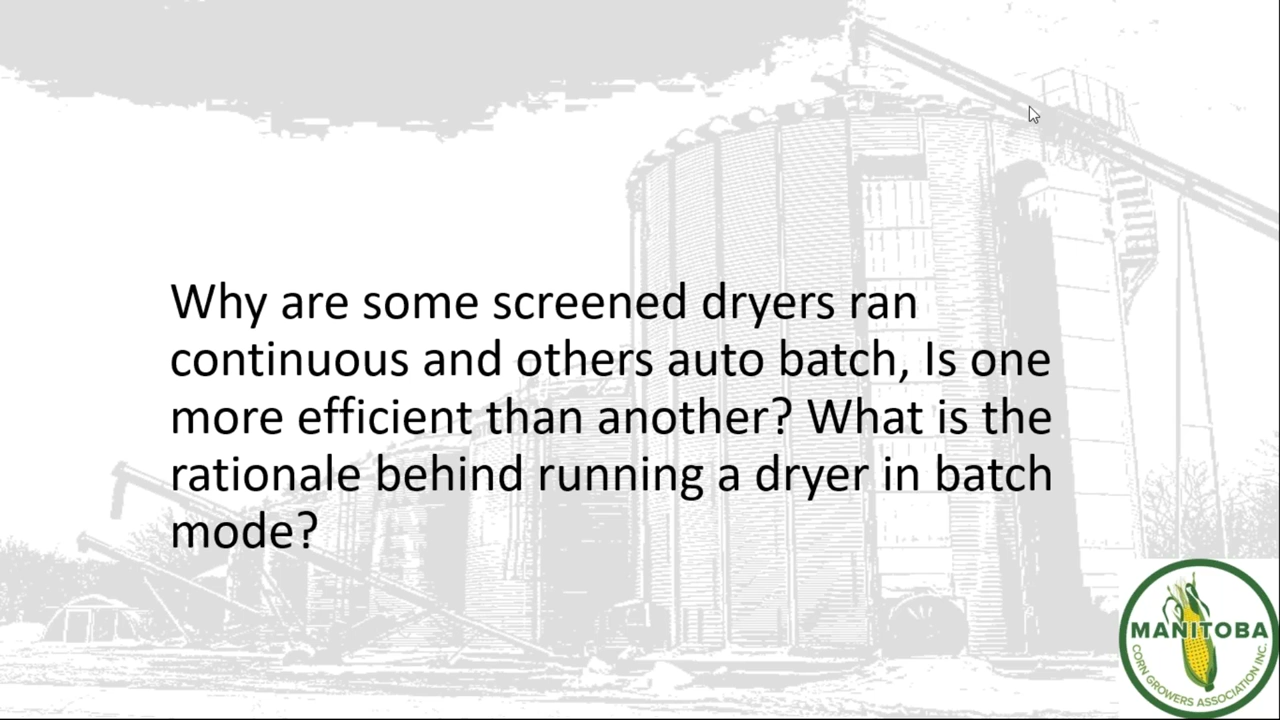 Why are some screened dryers ran
continuous and others auto batch, Is one
more efficient than another? What is the
rationale behind running a dryer in batch
mode?
MANITOBA
CORN GROWERS ASSOCIATION INC.